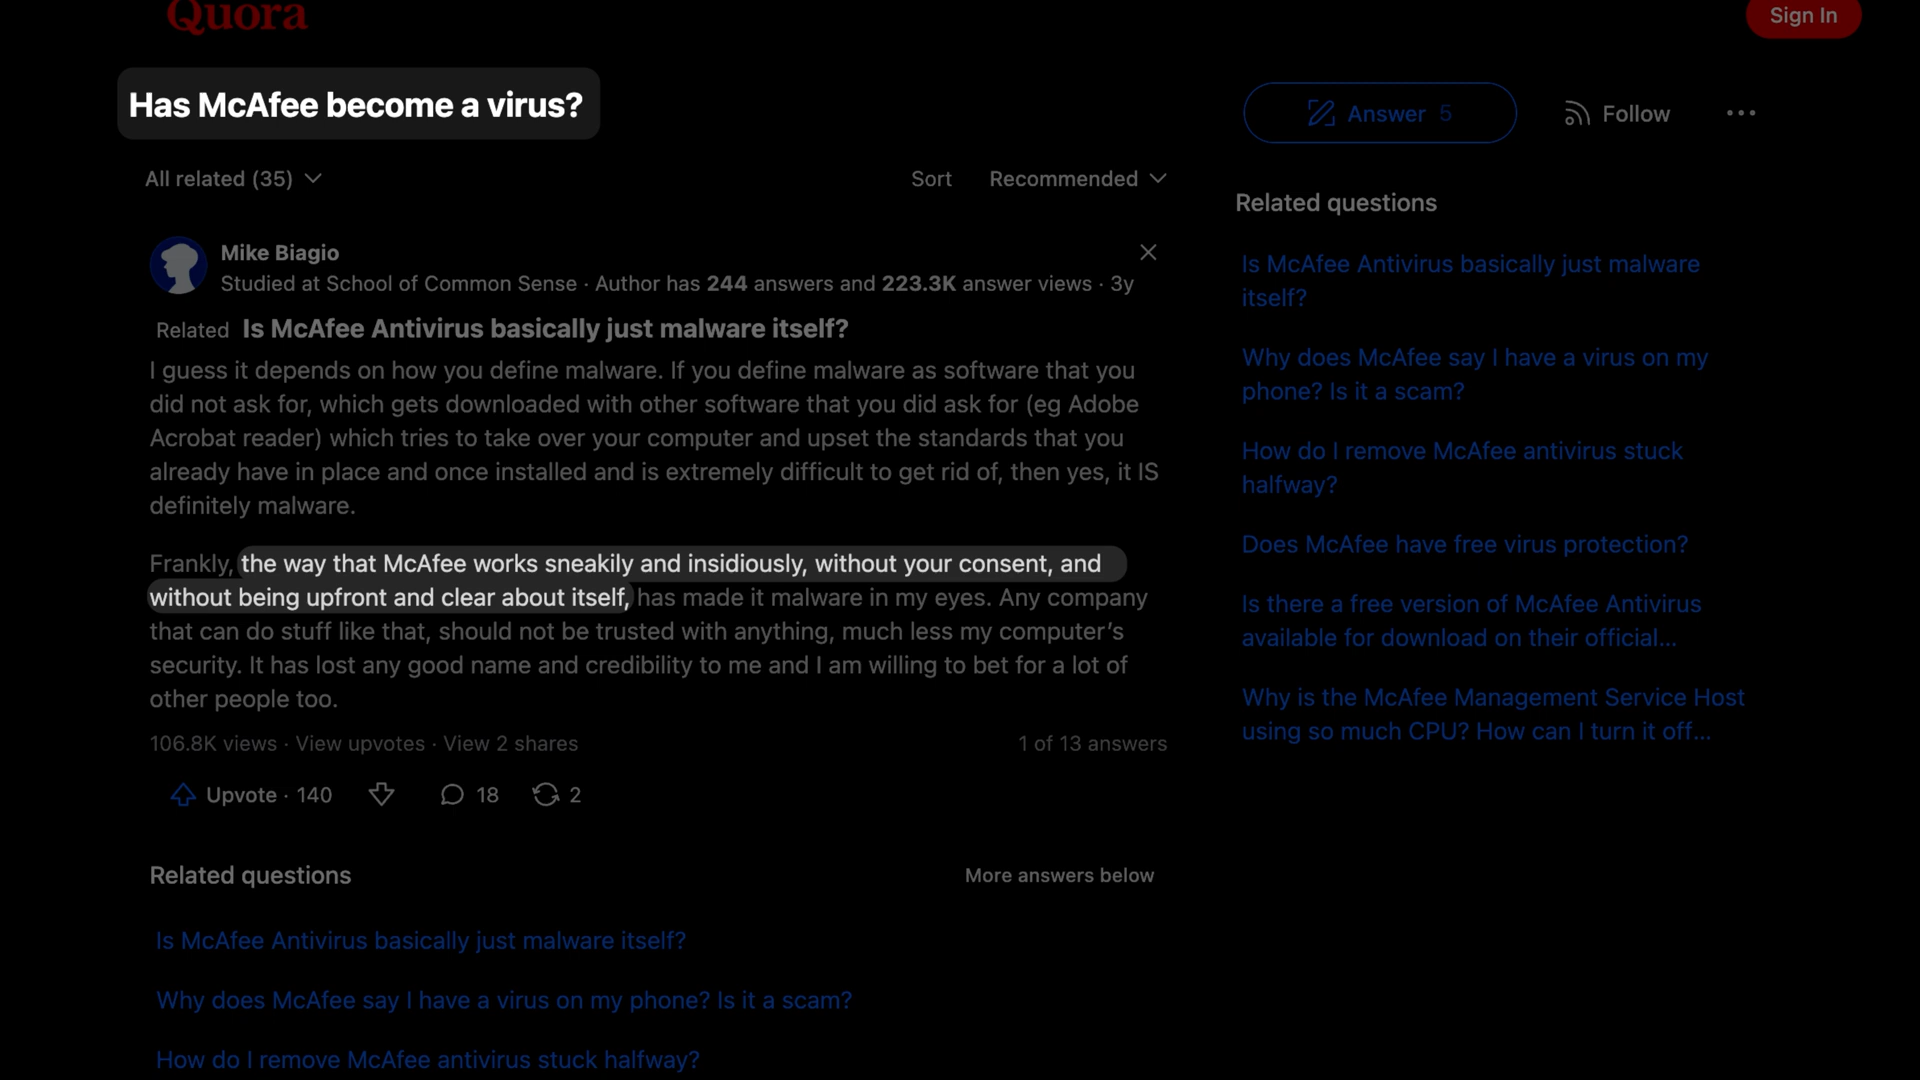 Quora
Sign In
Has McAfee become a virus?
Answer 5
Follow
All related (35)
Sort
Recommended
Related questions
Mike Biagio
Studied at School of Common Sense · Author has 244 answers and 223.3K answer views · 3y
Related Is McAfee Antivirus basically just malware itself?
I guess it depends on how you define malware. If you define malware as software that you
did not ask for, which gets downloaded with other software that you did ask for (eg Adobe
Acrobat reader) which tries to take over your computer and upset the standards that you
already have in place and once installed and is extremely difficult to get rid of, then yes, it IS
definitely malware.
Frankly, the way that McAfee works sneakily and insidiously, without your consent, and
without being upfront and clear about itself, has made it malware in my eyes. Any company
that can do stuff like that, should not be trusted with anything, much less my computer's
security. It has lost any good name and credibility to me and I am willing to bet for a lot of
other people too.
106.8K views · View upvotes · View 2 shares
1 of 13 answers
Upvote · 140
18
2
Related questions
More answers below
Is McAfee Antivirus basically just malware itself?
Why does McAfee say I have a virus on my phone? Is it a scam?
How do I remove McAfee antivirus stuck halfway?
Is McAfee Antivirus basically just malware
itself?
Why does McAfee say I have a virus on my
phone? Is it a scam?
How do I remove McAfee antivirus stuck
halfway?
Does McAfee have free virus protection?
Is there a free version of McAfee Antivirus
available for download on their official...
Why is the McAfee Management Service Host
using so much CPU? How can I turn it off...